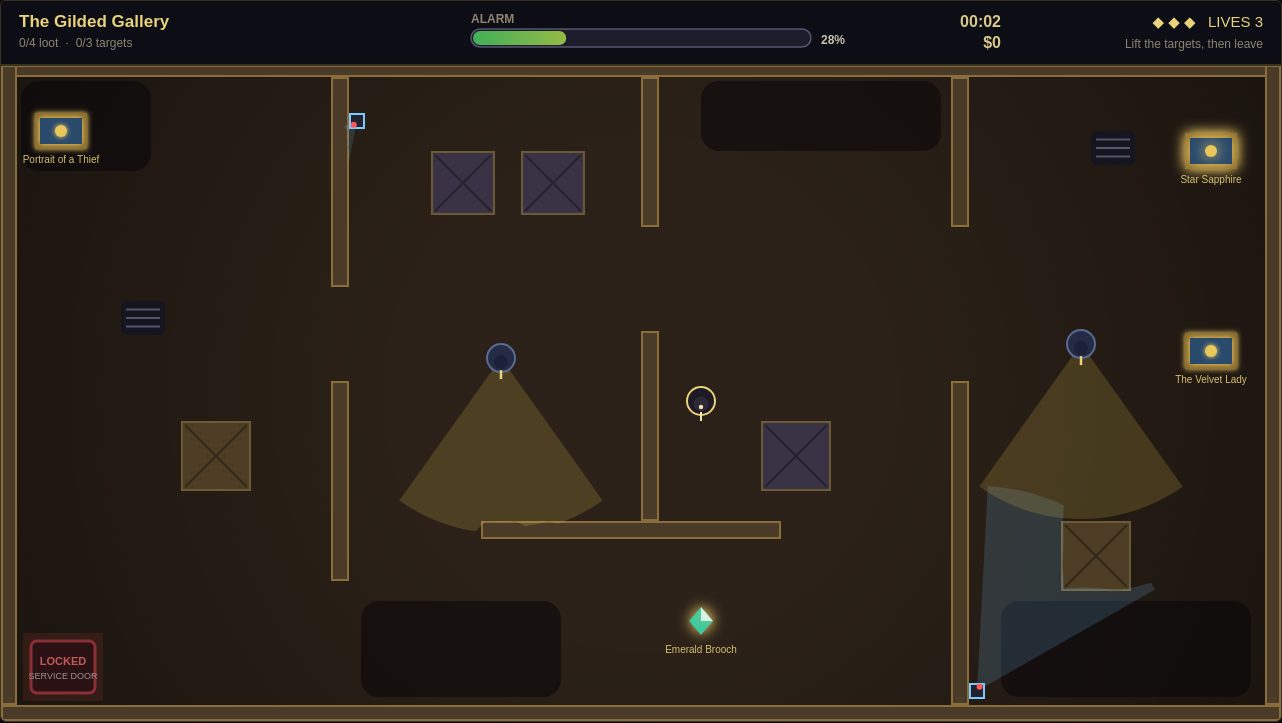 The Gilded Gallery
0/4 loot · 0/3 targets
ALARM
28%
00:02
$0
◆ ◆ ◆ LIVES 3
Lift the targets, then leave
Portrait of a Thief
Star Sapphire
The Velvet Lady
Emerald Brooch
LOCKED
SERVICE DOOR